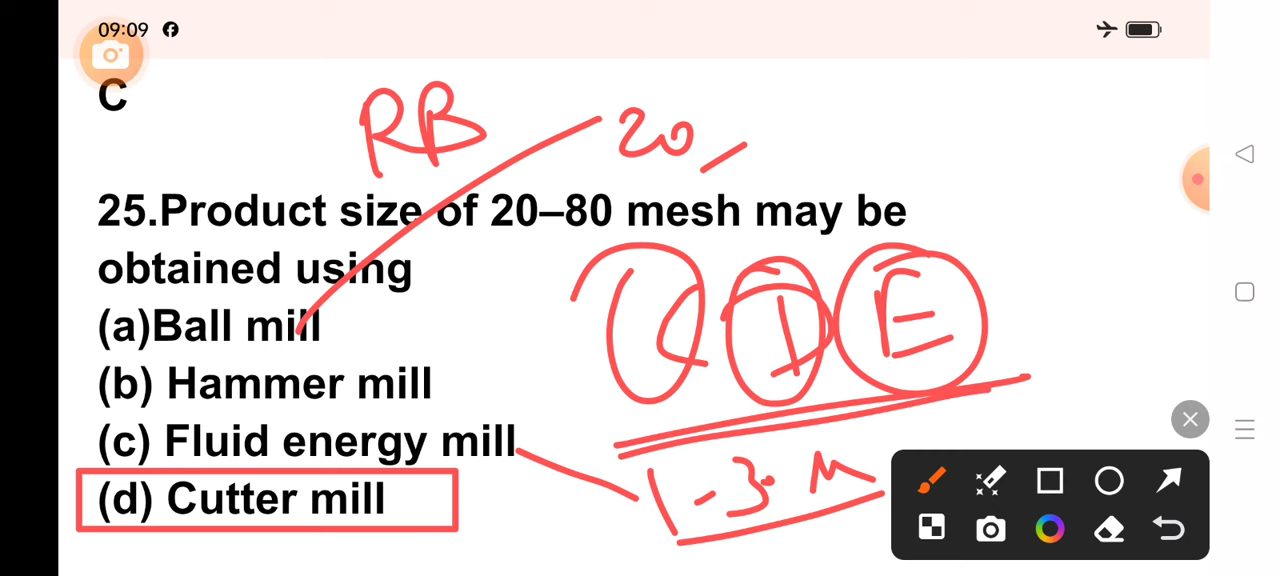 09:09
C
RB 20
25.Product size of 20–80 mesh may be
obtained using
(a)Ball mill
(b) Hammer mill
(c) Fluid energy mill
(d) Cutter mill
E
1-30 M